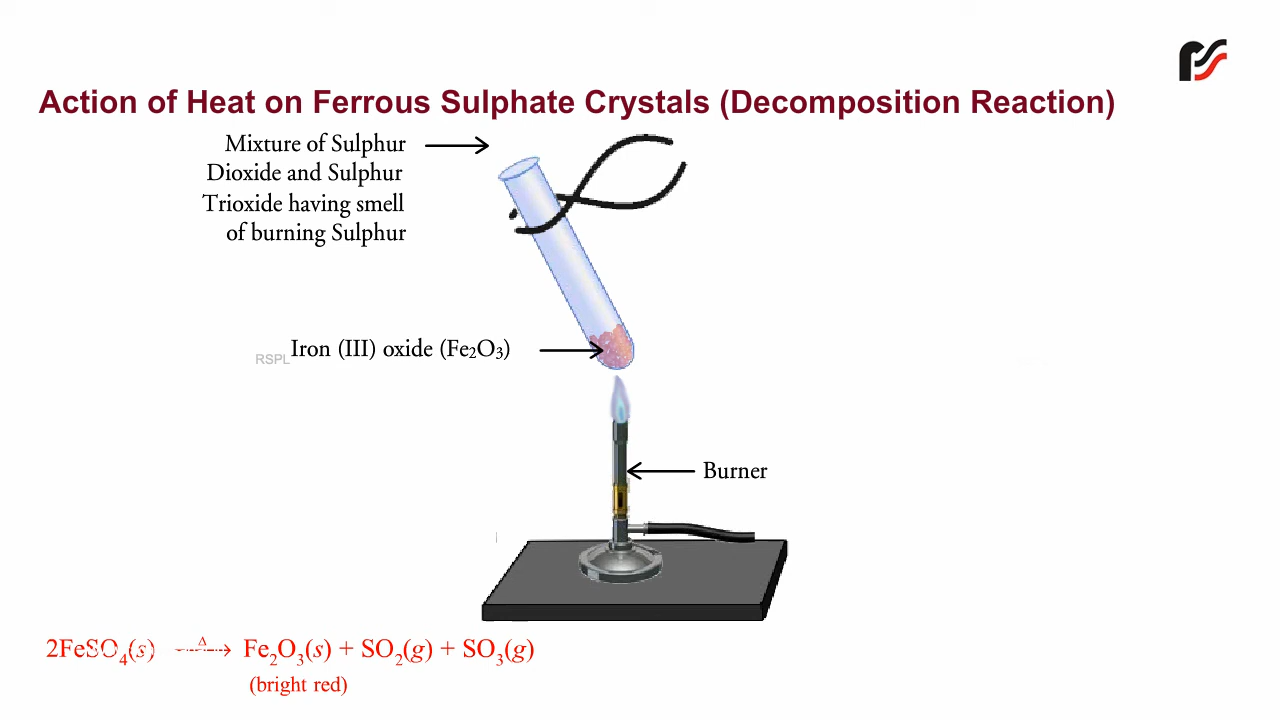 Action of Heat on Ferrous Sulphate Crystals (Decomposition Reaction)
Mixture of Sulphur
Dioxide and Sulphur
Trioxide having smell
of burning Sulphur
Iron (III) oxide (Fe₂O₃)
RSPL
Burner
2FeSO₄(s) →^Δ Fe₂O₃(s) + SO₂(g) + SO₃(g)
(bright red)